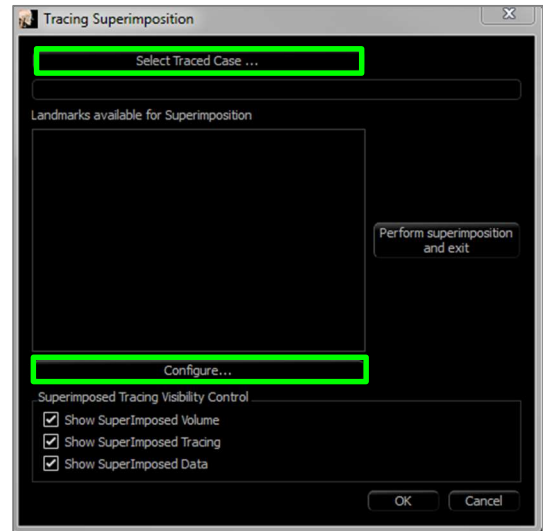 Tracing Superimposition
Select Traced Case ...
Landmarks available for Superimposition
Perform superimposition
and exit
Configure...
Superimposed Tracing Visibility Control
Show SuperImposed Volume
Show SuperImposed Tracing
Show SuperImposed Data
OK Cancel